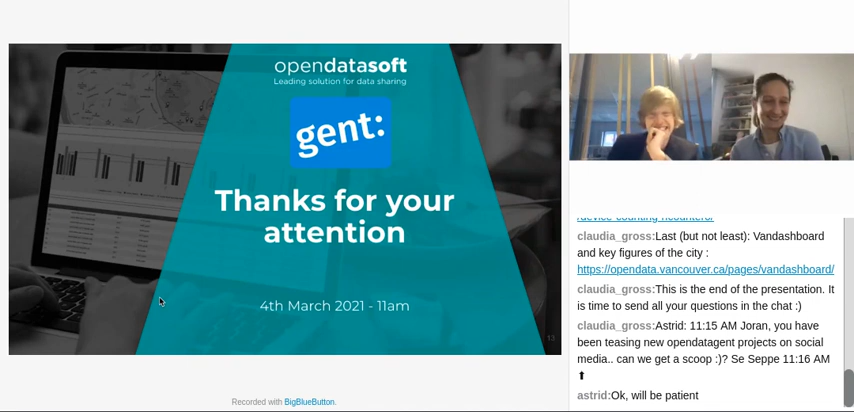 opendatasoft
Leading solution for data sharing
gent:
Thanks for your
attention
4th March 2021 - 11am
13
Recorded with BigBlueButton.
/device-counting-ncounter0/
claudia_gross:Last (but not least): Vandashboard
and key figures of the city :
https://opendata.vancouver.ca/pages/vandashboard/
claudia_gross:This is the end of the presentation. It
is time to send all your questions in the chat :)
claudia_gross:Astrid: 11:15 AM Joran, you have
been teasing new opendatagent projects on social
media.. can we get a scoop :)? Se Seppe 11:16 AM
⬆
astrid:Ok, will be patient